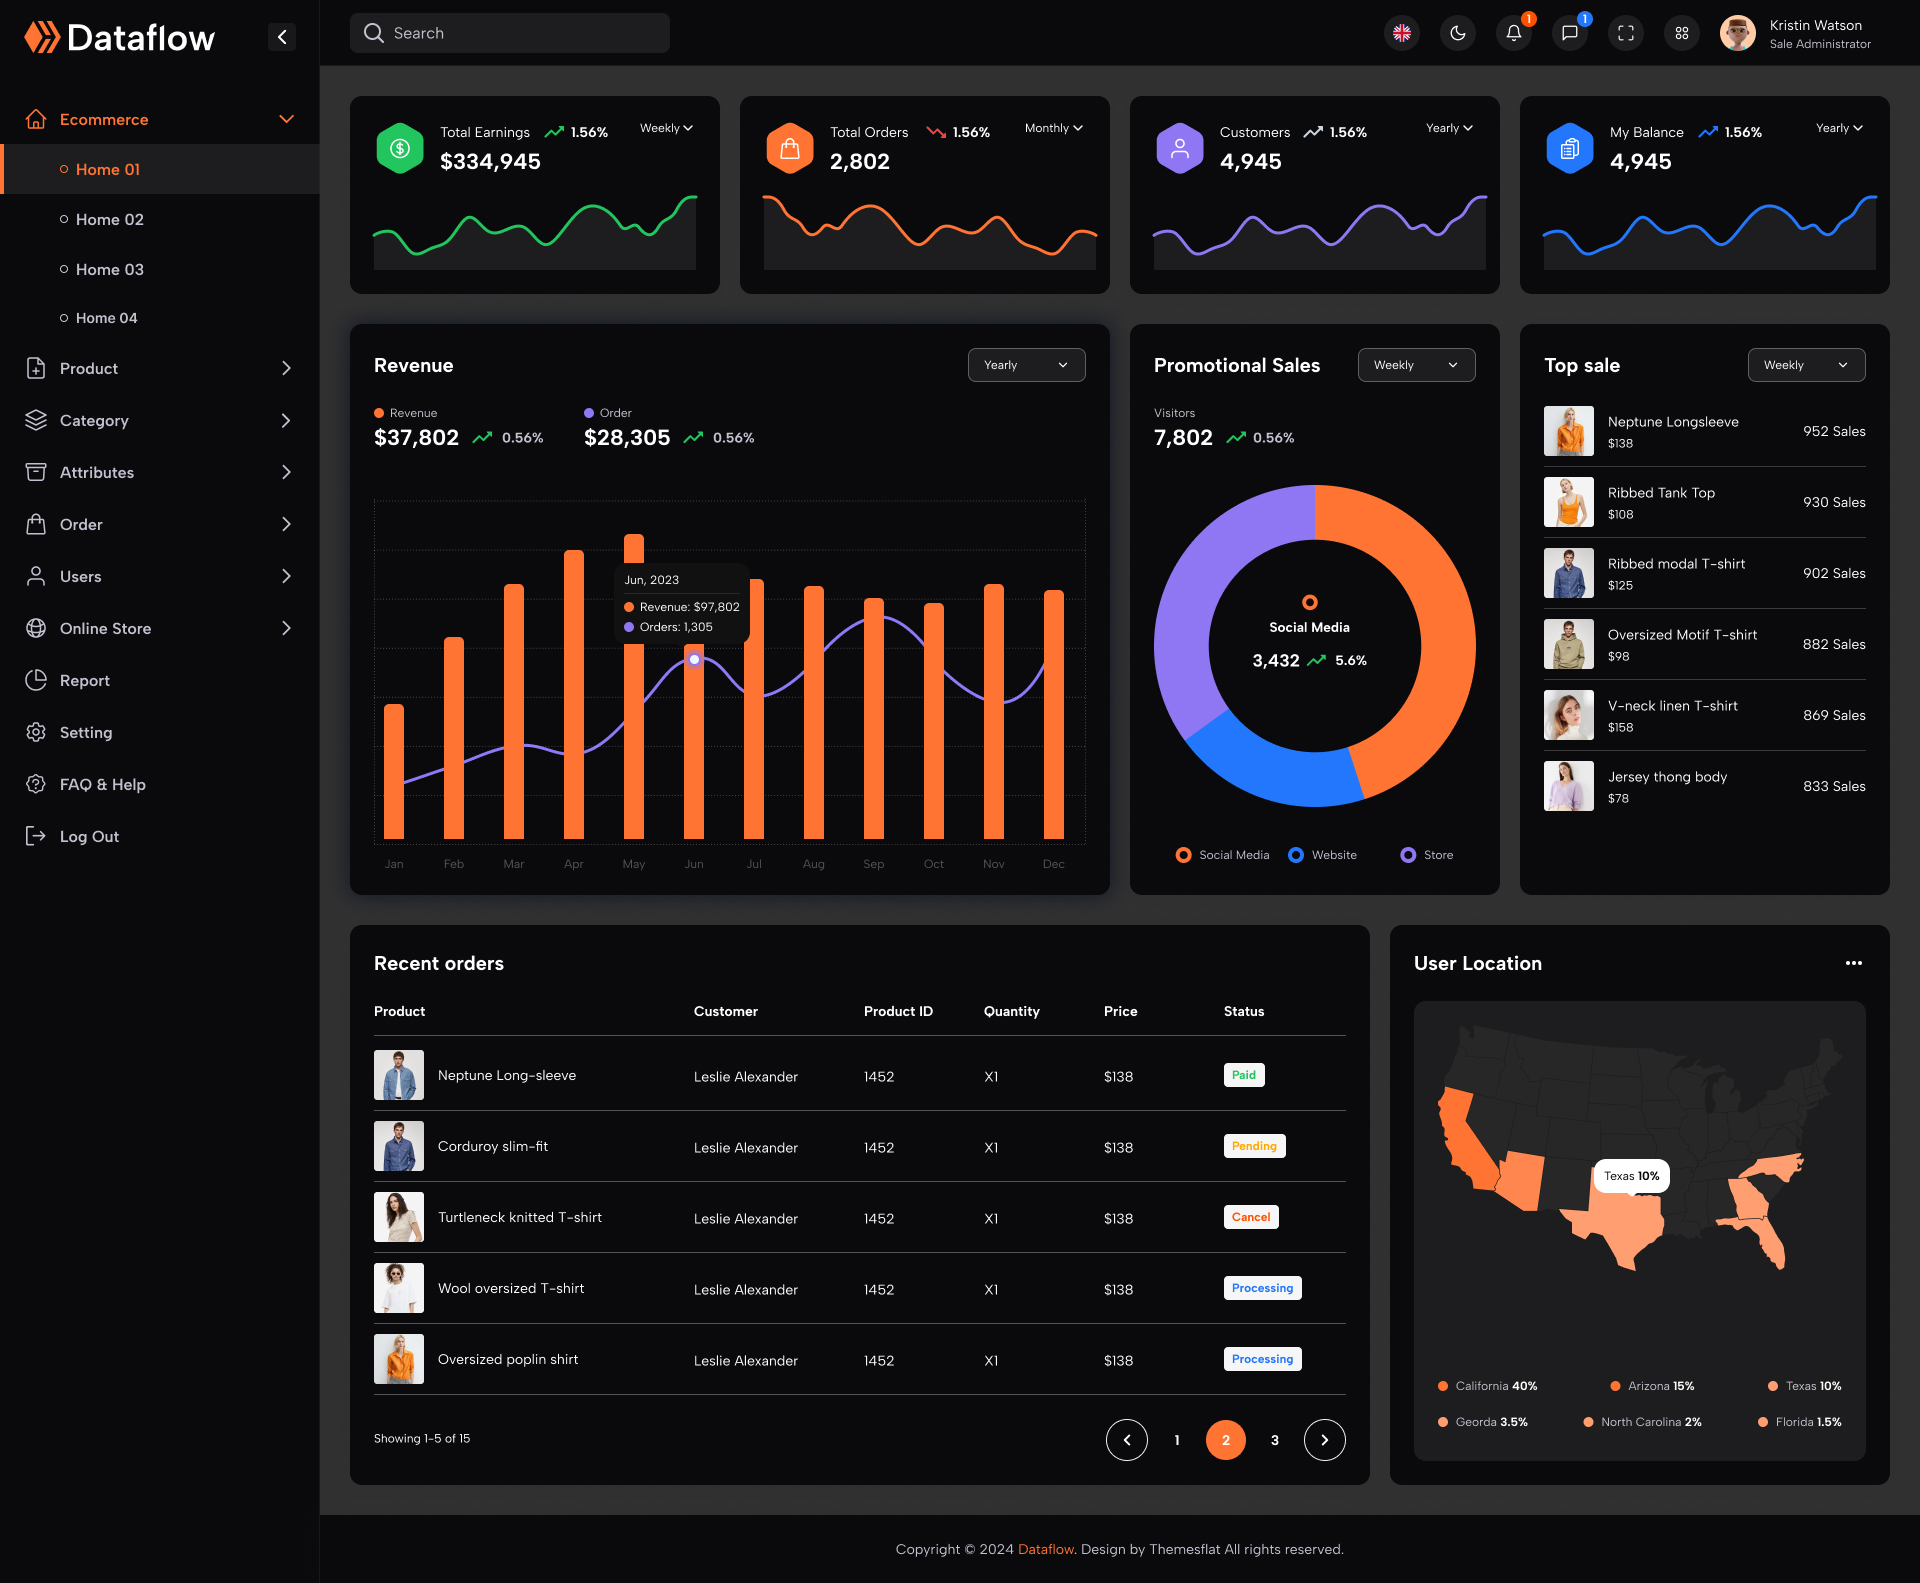 Dataflow
Search
1
1
Kristin Watson
Sale Administrator
Ecommerce
Home 01
Home 02
Home 03
Home 04
Product
Category
Attributes
Order
Users
Online Store
Report
Setting
FAQ & Help
Log Out
Total Earnings 1.56% Weekly
$334,945
Total Orders 1.56% Monthly
2,802
Customers 1.56% Yearly
4,945
My Balance 1.56% Yearly
4,945
Revenue Yearly
Revenue
$37,802 0.56%
Order
$28,305 0.56%
Jun, 2023
Revenue: $97,802
Orders: 1,305
Jan Feb Mar Apr May Jun Jul Aug Sep Oct Nov Dec
Promotional Sales Weekly
Visitors
7,802 0.56%
Social Media
3,432 5.6%
Social Media Website Store
Top sale Weekly
Neptune Longsleeve
$138
952 Sales
Ribbed Tank Top
$108
930 Sales
Ribbed modal T-shirt
$125
902 Sales
Oversized Motif T-shirt
$98
882 Sales
V-neck linen T-shirt
$158
869 Sales
Jersey thong body
$78
833 Sales
Recent orders
Product Customer Product ID Quantity Price Status
Neptune Long-sleeve Leslie Alexander 1452 X1 $138 Paid
Corduroy slim-fit Leslie Alexander 1452 X1 $138 Pending
Turtleneck knitted T-shirt Leslie Alexander 1452 X1 $138 Cancel
Wool oversized T-shirt Leslie Alexander 1452 X1 $138 Processing
Oversized poplin shirt Leslie Alexander 1452 X1 $138 Processing
Showing 1-5 of 15
1 2 3
User Location
Texas 10%
California 40% Arizona 15% Texas 10%
Georda 3.5% North Carolina 2% Florida 1.5%
Copyright © 2024 Dataflow. Design by Themesflat All rights reserved.